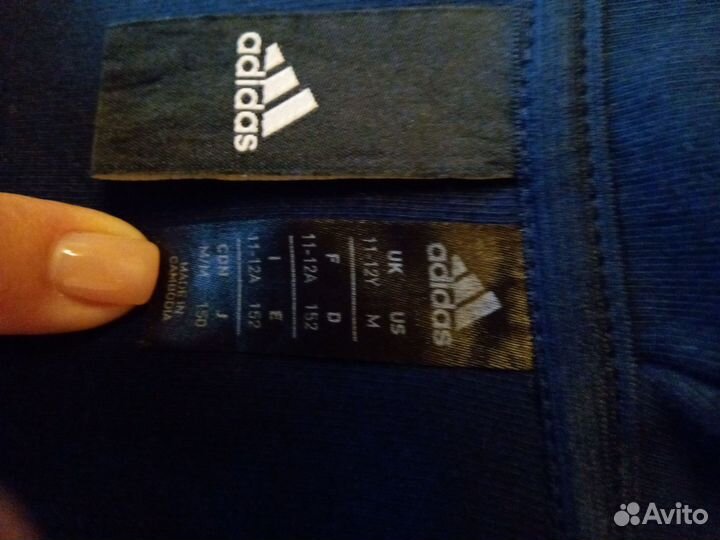 adidas
adidas
UK US
11-12Y M
F D
11-12A 152
I E
11-12A 152
CDN J
M/M 150
MADE IN
CAMBODIA
Avito